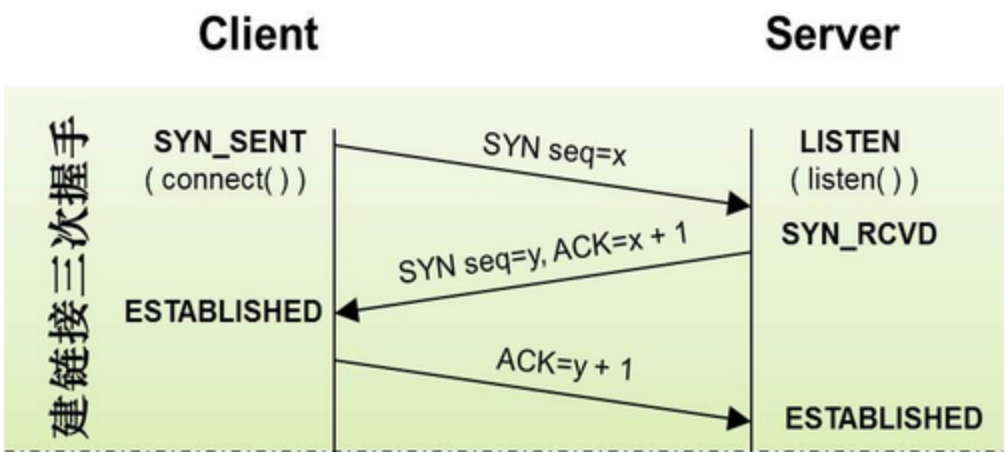 Client
Server
建链接三次握手
SYN_SENT
( connect( ) )
SYN seq=x
LISTEN
( listen( ) )
SYN_RCVD
SYN seq=y, ACK=x + 1
ESTABLISHED
ACK=y + 1
ESTABLISHED